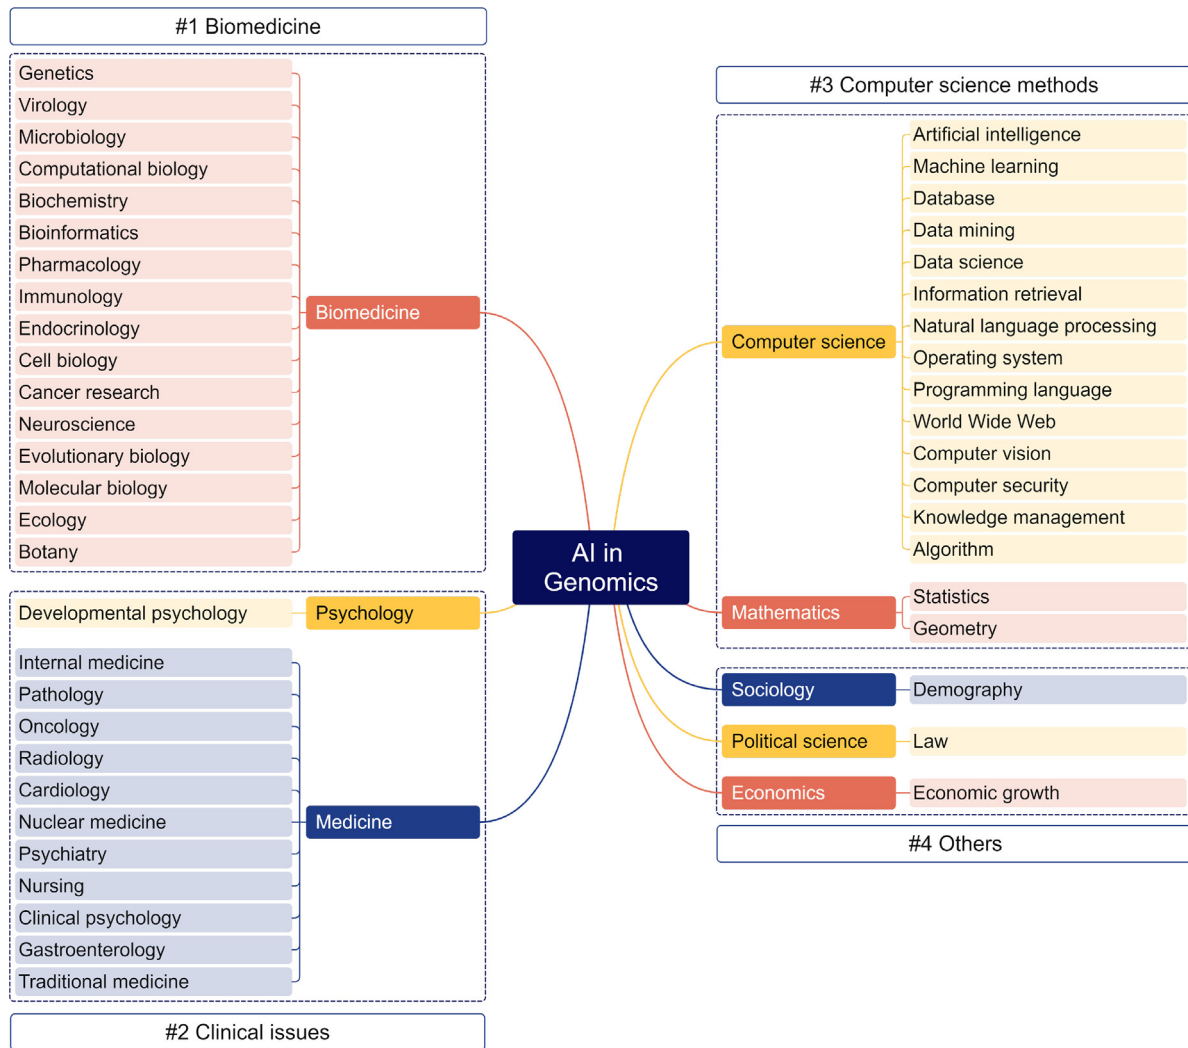 #1 Biomedicine
Genetics
Virology
Microbiology
Computational biology
Biochemistry
Bioinformatics
Pharmacology
Immunology
Endocrinology
Cell biology
Cancer research
Neuroscience
Evolutionary biology
Molecular biology
Ecology
Botany
Biomedicine
Developmental psychology
Psychology
Internal medicine
Pathology
Oncology
Radiology
Cardiology
Nuclear medicine
Psychiatry
Nursing
Clinical psychology
Gastroenterology
Traditional medicine
Medicine
#2 Clinical issues
AI in
Genomics
#3 Computer science methods
Computer science
Artificial intelligence
Machine learning
Database
Data mining
Data science
Information retrieval
Natural language processing
Operating system
Programming language
World Wide Web
Computer vision
Computer security
Knowledge management
Algorithm
Mathematics
Statistics
Geometry
Sociology
Demography
Political science
Law
Economics
Economic growth
#4 Others